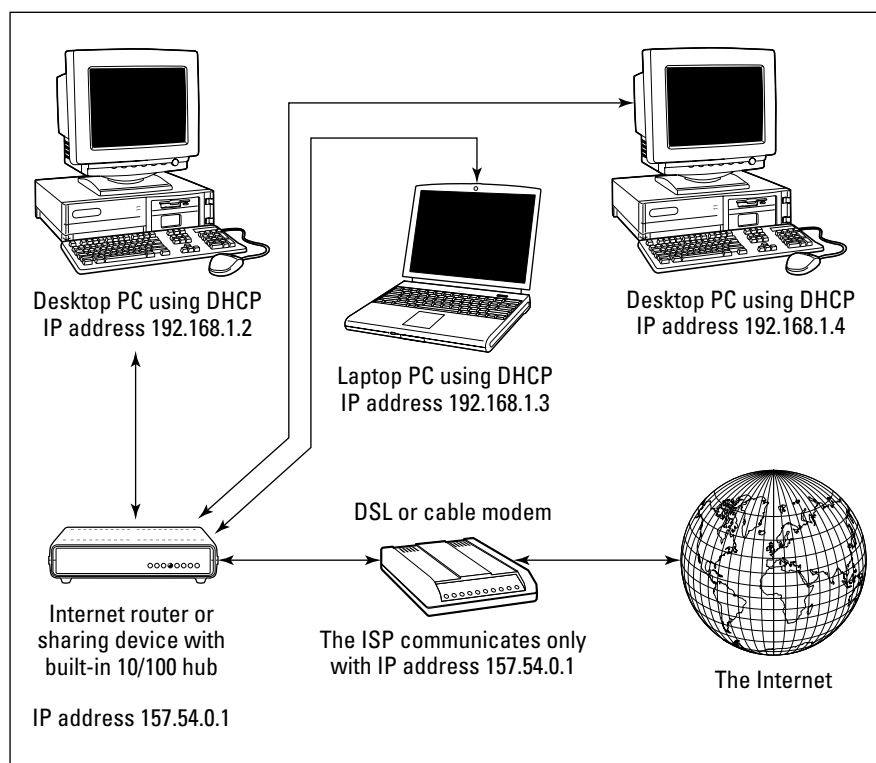 Desktop PC using DHCP
IP address 192.168.1.2
Laptop PC using DHCP
IP address 192.168.1.3
Desktop PC using DHCP
IP address 192.168.1.4
Internet router or
sharing device with
built-in 10/100 hub
IP address 157.54.0.1
DSL or cable modem
The ISP communicates only
with IP address 157.54.0.1
The Internet